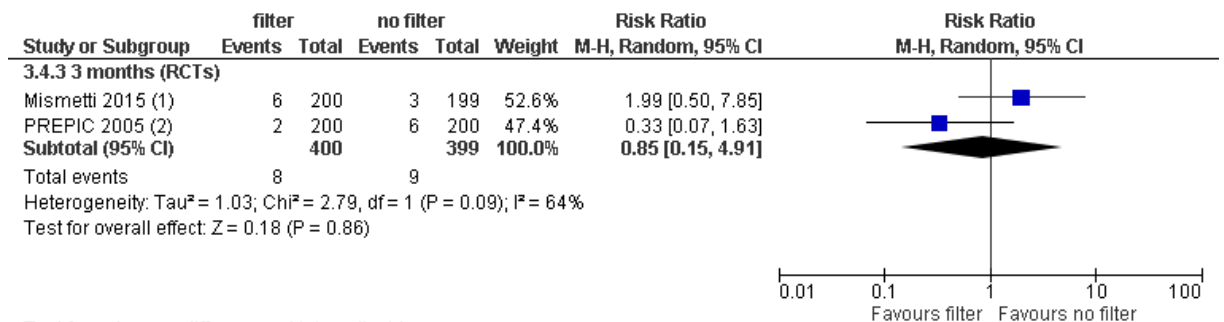 filter no filter Risk Ratio Risk Ratio
Study or Subgroup Events Total Events Total Weight M-H, Random, 95% CI M-H, Random, 95% CI
3.4.3 3 months (RCTs)
Mismetti 2015 (1) 6 200 3 199 52.6% 1.99 [0.50, 7.85]
PREPIC 2005 (2) 2 200 6 200 47.4% 0.33 [0.07, 1.63]
Subtotal (95% CI) 400 399 100.0% 0.85 [0.15, 4.91]
Total events 8 9
Heterogeneity: Tau² = 1.03; Chi² = 2.79, df = 1 (P = 0.09); I² = 64%
Test for overall effect: Z = 0.18 (P = 0.86)
0.01 0.1 1 10 100
Favours filter Favours no filter